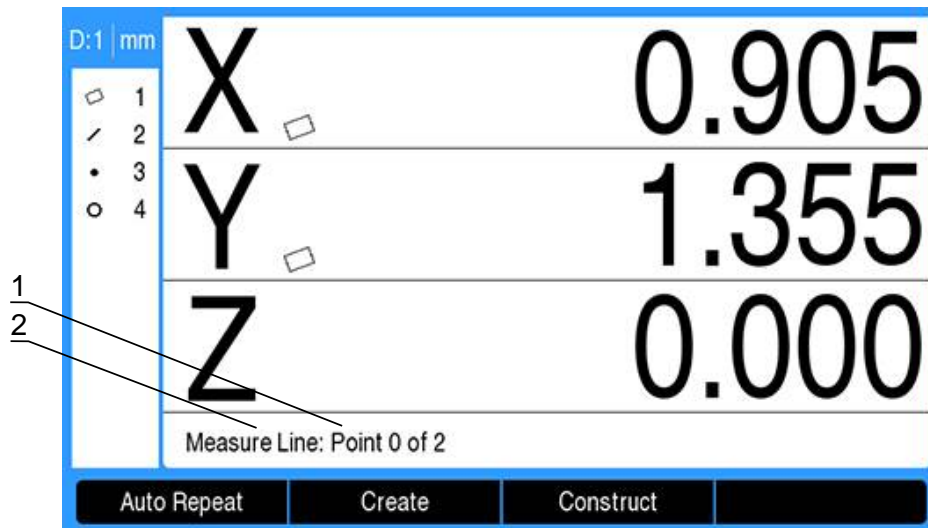 D:1 mm
1
2
3
4
X 0.905
Y 1.355
Z 0.000
1
2
Measure Line: Point 0 of 2
Auto Repeat Create Construct